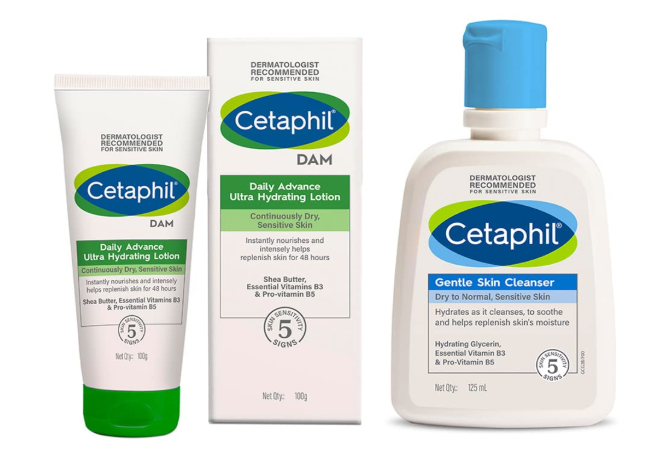 DERMATOLOGIST
RECOMMENDED
FOR SENSITIVE SKIN
Cetaphil®
DAM
Daily Advance
Ultra Hydrating Lotion
Continuously Dry, Sensitive Skin
Instantly nourishes and intensely
helps replenish skin for 48 hours
Shea Butter, Essential Vitamins B3
& Pro-vitamin B5
SKIN SENSITIVITY
5
SIGNS
Net Qty.: 100g
DERMATOLOGIST
RECOMMENDED
FOR SENSITIVE SKIN
Cetaphil®
DAM
Daily Advance
Ultra Hydrating Lotion
Continuously Dry,
Sensitive Skin
Instantly nourishes and
intensely helps
replenish skin for 48 hours
Shea Butter,
Essential Vitamins B3
& Pro-vitamin B5
SKIN SENSITIVITY
5
SIGNS
Net Qty.: 100g
DERMATOLOGIST
RECOMMENDED
FOR SENSITIVE SKIN
Cetaphil®
Gentle Skin Cleanser
Dry to Normal, Sensitive Skin
Hydrates as it cleanses, to soothe
and helps replenish skin's moisture
Hydrating Glycerin,
Essential Vitamin B3
& Pro-Vitamin B5
SKIN SENSITIVITY
5
SIGNS
Net Qty.: 125 mL